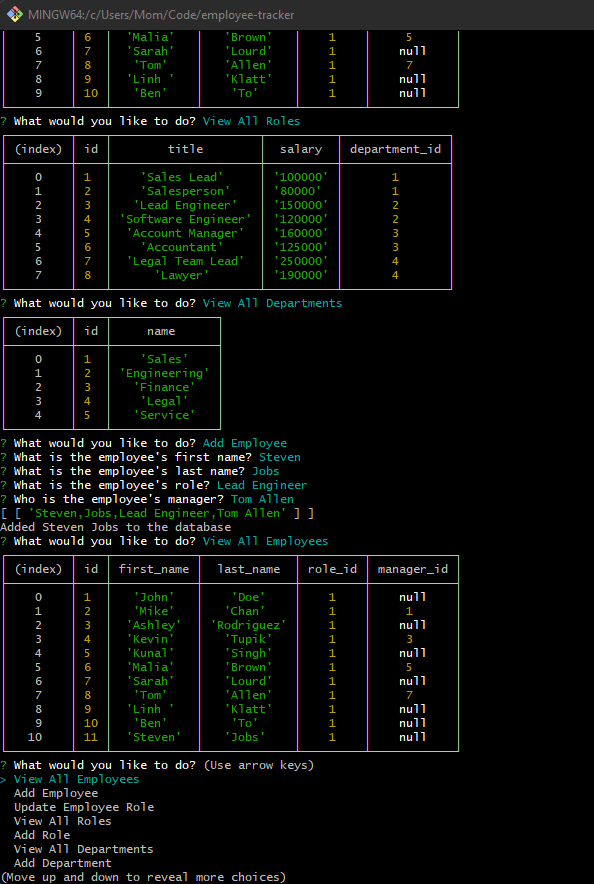 MINGW64:/c/Users/Mom/Code/employee-tracker
5 6 'Malia' 'Brown' 1 5
6 7 'Sarah' 'Lourd' 1 null
7 8 'Tom' 'Allen' 1 7
8 9 'Linh ' 'Klatt' 1 null
9 10 'Ben' 'To' 1 null
? What would you like to do? View All Roles
(index) id title salary department_id
0 1 'Sales Lead' '100000' 1
1 2 'Salesperson' '80000' 1
2 3 'Lead Engineer' '150000' 2
3 4 'Software Engineer' '120000' 2
4 5 'Account Manager' '160000' 3
5 6 'Accountant' '125000' 3
6 7 'Legal Team Lead' '250000' 4
7 8 'Lawyer' '190000' 4
? What would you like to do? View All Departments
(index) id name
0 1 'Sales'
1 2 'Engineering'
2 3 'Finance'
3 4 'Legal'
4 5 'Service'
? What would you like to do? Add Employee
? What is the employee's first name? Steven
? What is the employee's last name? Jobs
? What is the employee's role? Lead Engineer
? Who is the employee's manager? Tom Allen
[ [ 'Steven,Jobs,Lead Engineer,Tom Allen' ] ]
Added Steven Jobs to the database
? What would you like to do? View All Employees
(index) id first_name last_name role_id manager_id
0 1 'John' 'Doe' 1 null
1 2 'Mike' 'Chan' 1 1
2 3 'Ashley' 'Rodriguez' 1 null
3 4 'Kevin' 'Tupik' 1 3
4 5 'Kunal' 'Singh' 1 null
5 6 'Malia' 'Brown' 1 5
6 7 'Sarah' 'Lourd' 1 null
7 8 'Tom' 'Allen' 1 7
8 9 'Linh ' 'Klatt' 1 null
9 10 'Ben' 'To' 1 null
10 11 'Steven' 'Jobs' 1 null
? What would you like to do? (Use arrow keys)
> View All Employees
Add Employee
Update Employee Role
View All Roles
Add Role
View All Departments
Add Department
(Move up and down to reveal more choices)